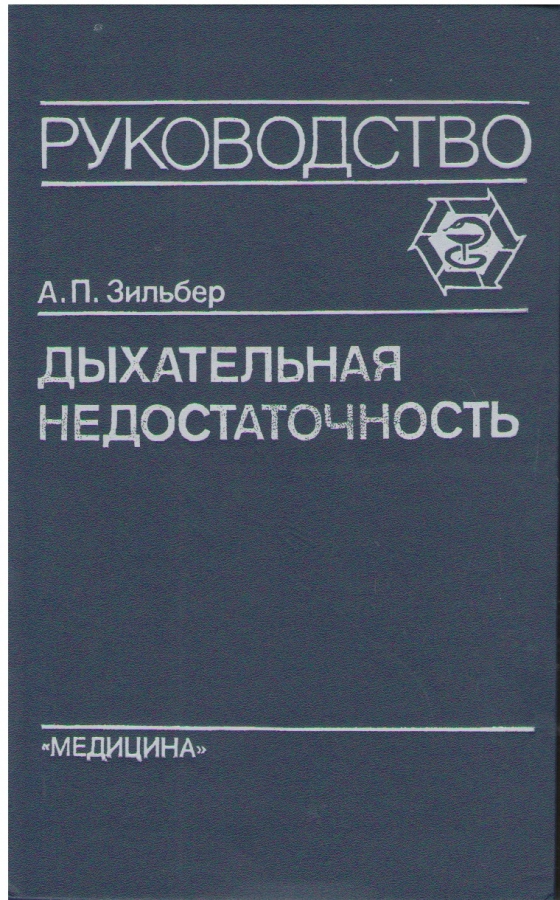 РУКОВОДСТВО
А.П. Зильбер
ДЫХАТЕЛЬНАЯ
НЕДОСТАТОЧНОСТЬ
«МЕДИЦИНА»